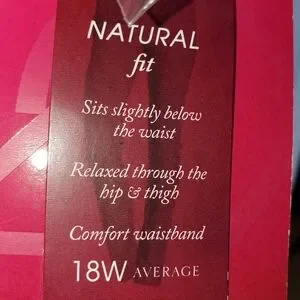 NATURAL
fit
Sits slightly below
the waist
Relaxed through the
hip & thigh
Comfort waistband
18W AVERAGE